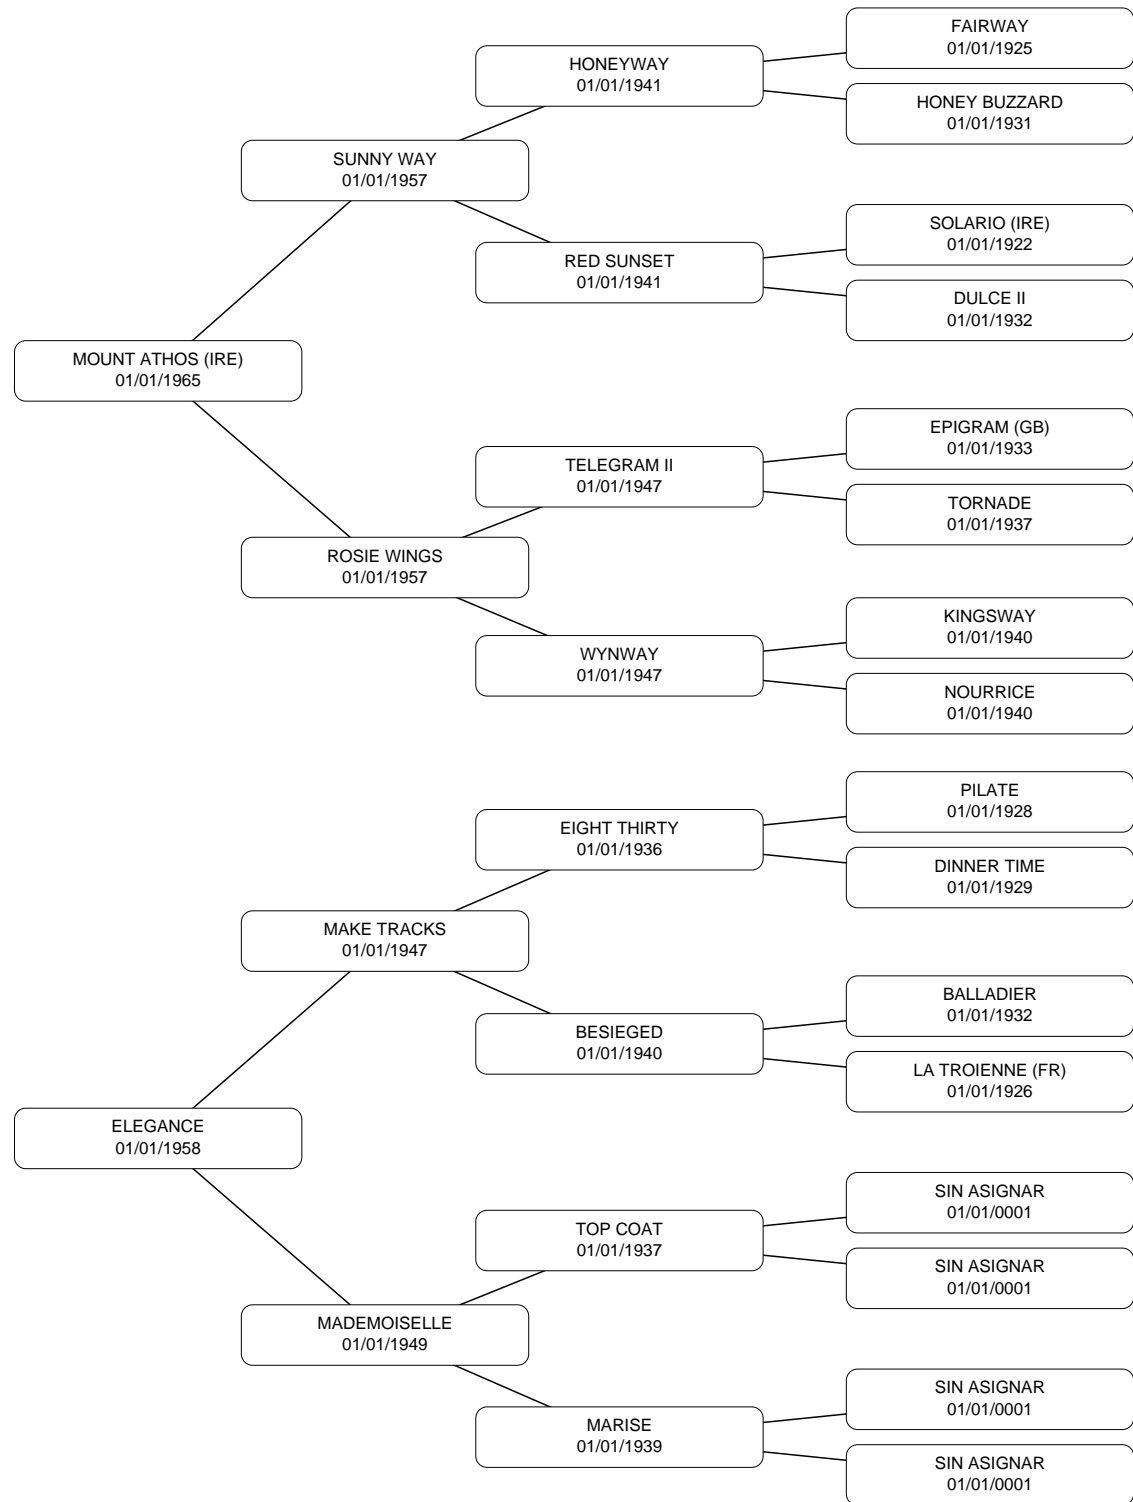 FAIRWAY
01/01/1925
HONEYWAY
01/01/1941
HONEY BUZZARD
01/01/1931
SUNNY WAY
01/01/1957
SOLARIO (IRE)
01/01/1922
RED SUNSET
01/01/1941
DULCE II
01/01/1932
MOUNT ATHOS (IRE)
01/01/1965
EPIGRAM (GB)
01/01/1933
TELEGRAM II
01/01/1947
TORNADE
01/01/1937
ROSIE WINGS
01/01/1957
KINGSWAY
01/01/1940
WYNWAY
01/01/1947
NOURRICE
01/01/1940
PILATE
01/01/1928
EIGHT THIRTY
01/01/1936
DINNER TIME
01/01/1929
MAKE TRACKS
01/01/1947
BALLADIER
01/01/1932
BESIEGED
01/01/1940
LA TROIENNE (FR)
01/01/1926
ELEGANCE
01/01/1958
SIN ASIGNAR
01/01/0001
TOP COAT
01/01/1937
SIN ASIGNAR
01/01/0001
MADEMOISELLE
01/01/1949
SIN ASIGNAR
01/01/0001
MARISE
01/01/1939
SIN ASIGNAR
01/01/0001